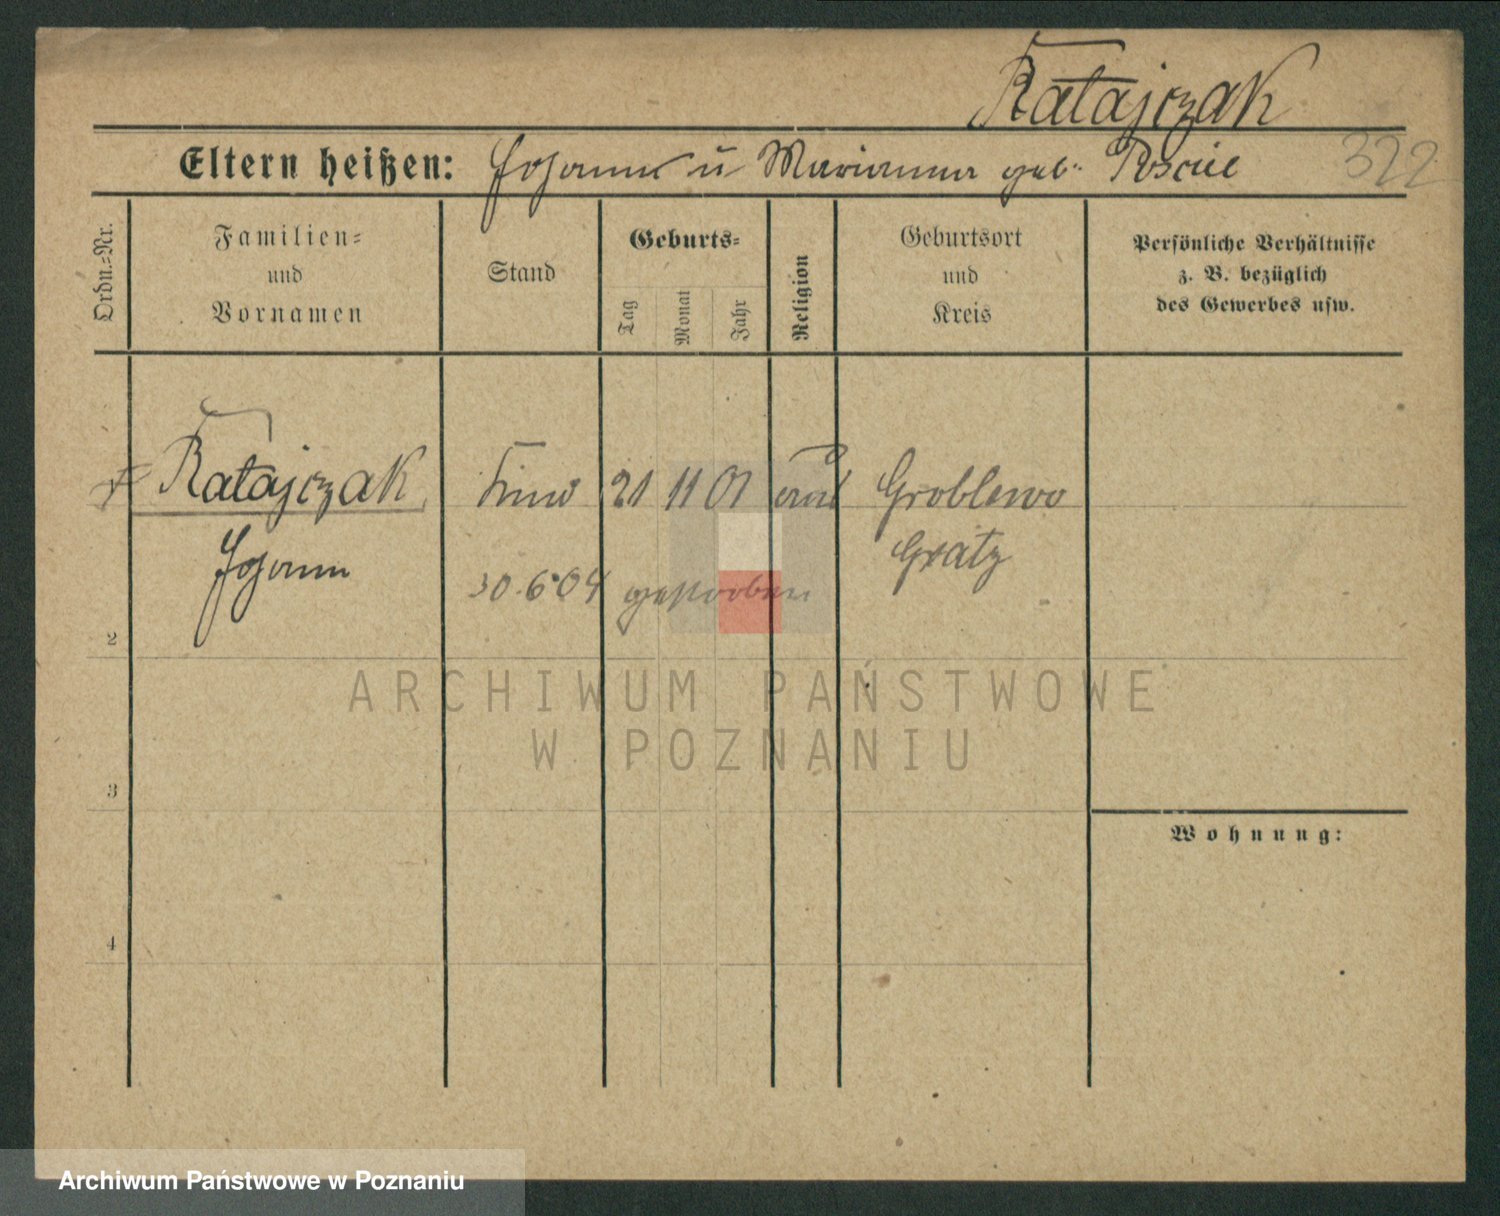 Ratajczak
Eltern heißen: Johann u Marianna geb. 322
Ordn.=Nr.
Familien=
und
Vornamen
Stand
Geburts=
Tag
Monat
Jahr
Religion
Geburtsort
und
Kreis
Persönliche Verhältnisse
z. B. bezüglich
des Gewerbes usw.
Ratajczak Kind 21 11 01 Groblewo
Johann Grätz
30.6.04 gestorben
2
3
4
Wohnung:
ARCHIWUM PAŃSTWOWE
W POZNANIU
Archiwum Państwowe w Poznaniu